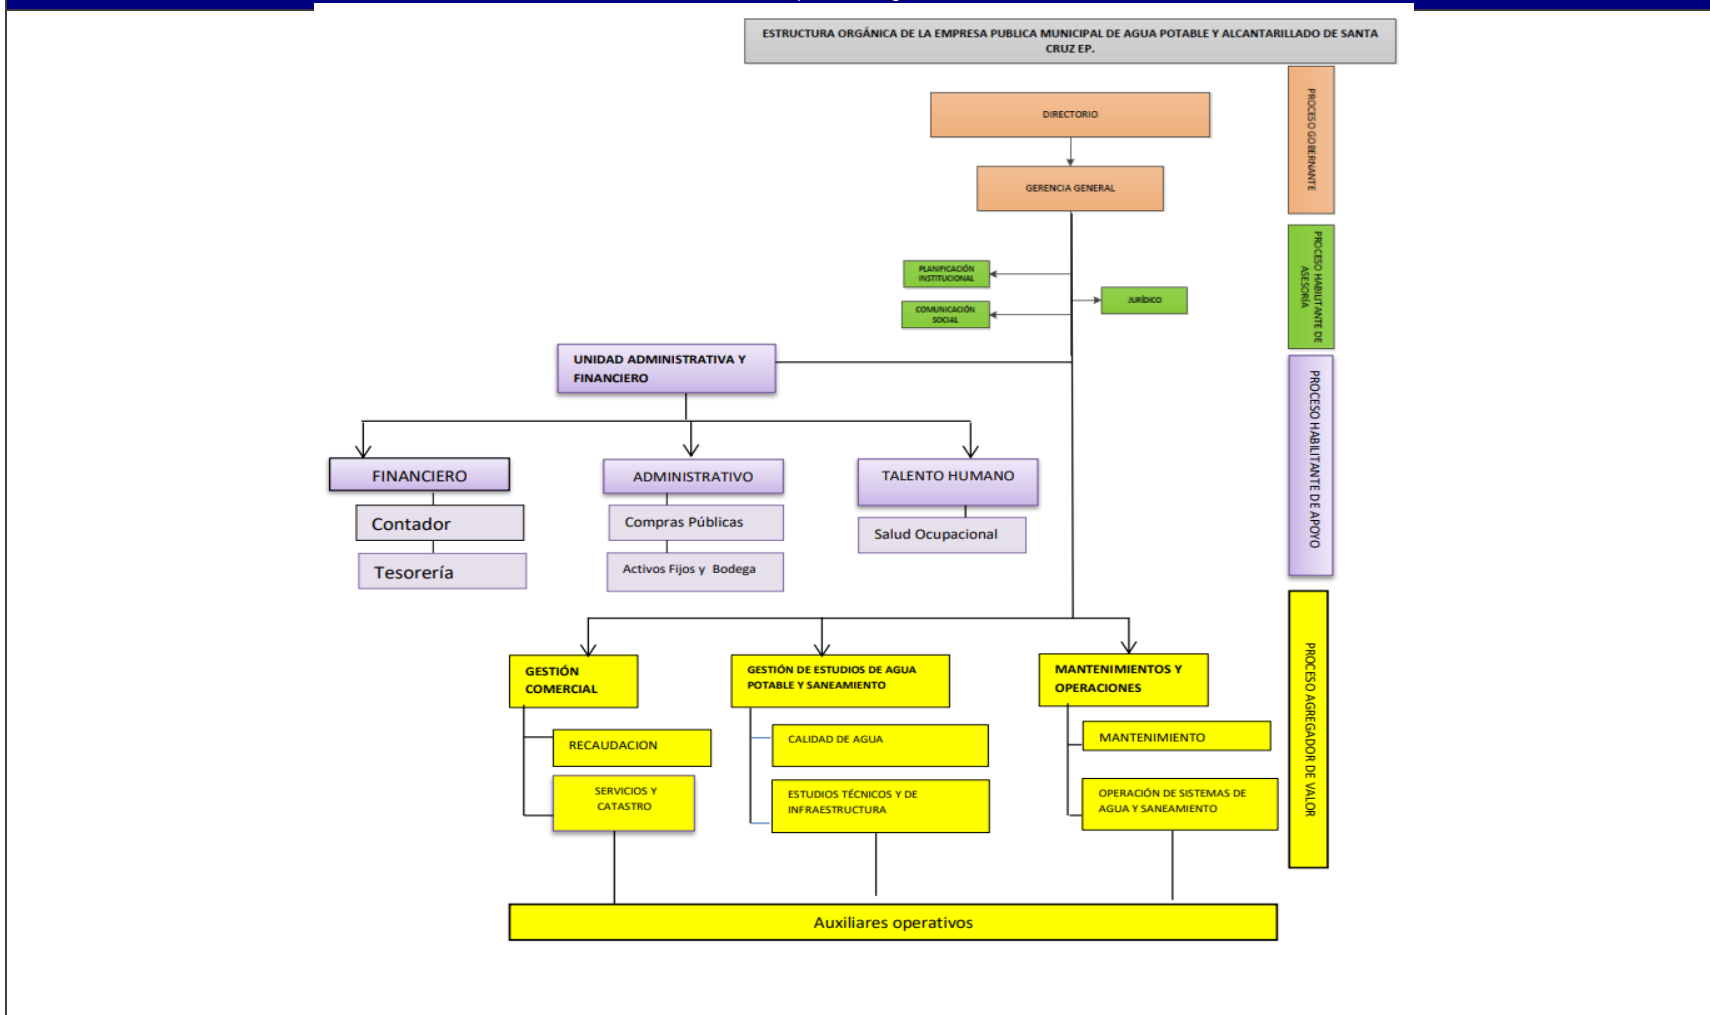 ESTRUCTURA ORGÁNICA DE LA EMPRESA PUBLICA MUNICIPAL DE AGUA POTABLE Y ALCANTARILLADO DE SANTA
CRUZ EP.
DIRECTORIO
GERENCIA GENERAL
PROCESO GOBERNANTE
PLANIFICACIÓN
INSTITUCIONAL
JURÍDICO
COMUNICACIÓN
SOCIAL
PROCESO HABILITANTE DE
ASESORÍA
UNIDAD ADMINISTRATIVA Y
FINANCIERO
FINANCIERO
Contador
Tesorería
ADMINISTRATIVO
Compras Públicas
Activos Fijos y Bodega
TALENTO HUMANO
Salud Ocupacional
PROCESO HABILITANTE DE APOYO
GESTIÓN
COMERCIAL
RECAUDACION
SERVICIOS Y
CATASTRO
GESTIÓN DE ESTUDIOS DE AGUA
POTABLE Y SANEAMIENTO
CALIDAD DE AGUA
ESTUDIOS TÉCNICOS Y DE
INFRAESTRUCTURA
MANTENIMIENTOS Y
OPERACIONES
MANTENIMIENTO
OPERACIÓN DE SISTEMAS DE
AGUA Y SANEAMIENTO
PROCESO AGREGADOR DE VALOR
Auxiliares operativos